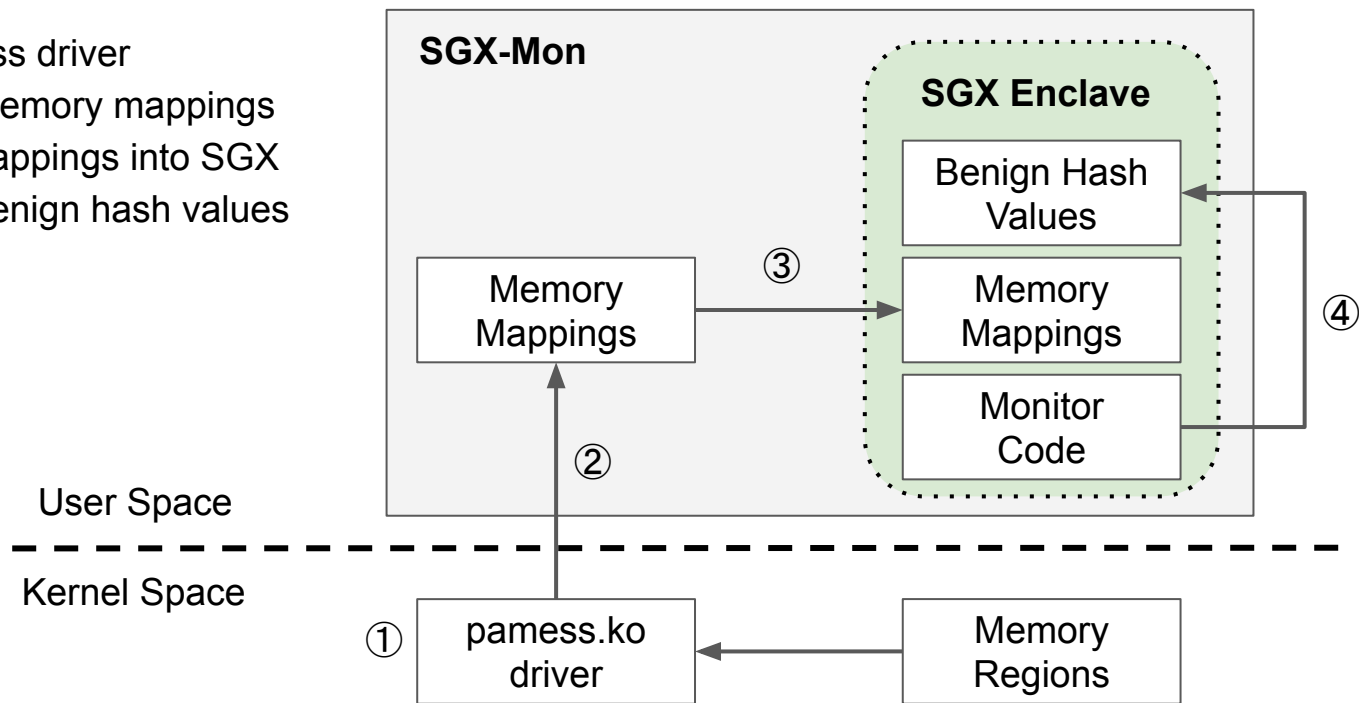 ss driver
emory mappings
appings into SGX
enign hash values
SGX-Mon
SGX Enclave
Benign Hash
Values
③
Memory
Mappings
Memory
Mappings
④
Monitor
Code
②
User Space
Kernel Space
①
pamess.ko
driver
Memory
Regions